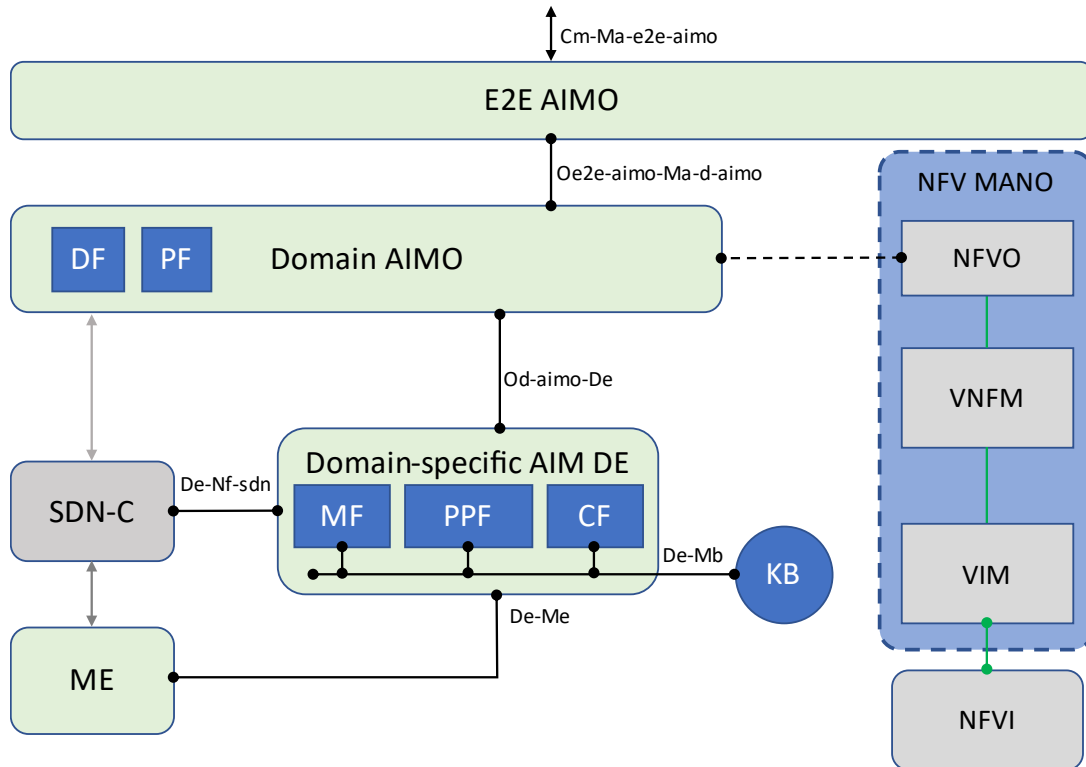 Cm-Ma-e2e-aimo
E2E AIMO
Oe2e-aimo-Ma-d-aimo
NFV MANO
DF
PF
Domain AIMO
NFVO
Od-aimo-De
VNFM
Domain-specific AIM DE
De-Nf-sdn
SDN-C
MF
PPF
CF
De-Mb
KB
VIM
De-Me
ME
NFVI